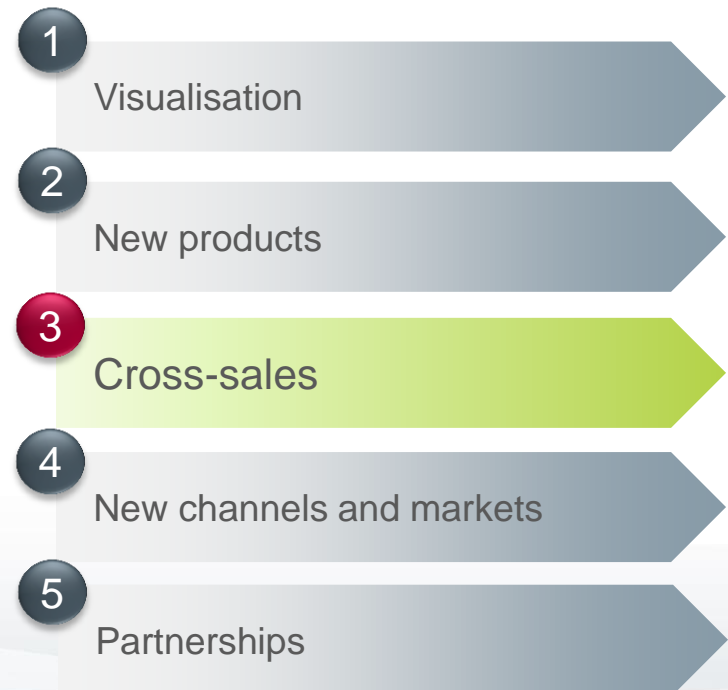 1
Visualisation
2
New products
3
Cross-sales
4
New channels and markets
5
Partnerships